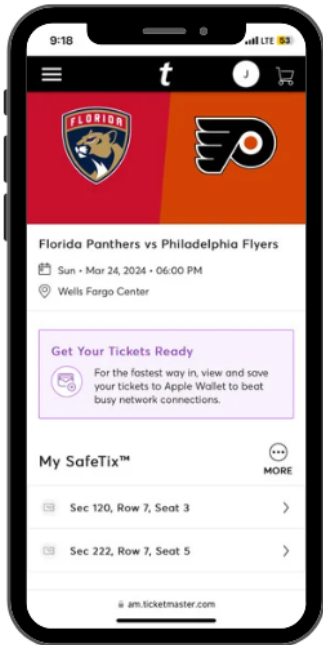 9:18
LTE 53
t
J
FLORIDA
P
Florida Panthers vs Philadelphia Flyers
Sun • Mar 24, 2024 • 06:00 PM
Wells Fargo Center
Get Your Tickets Ready
For the fastest way in, view and save
your tickets to Apple Wallet to beat
busy network connections.
My SafeTix™
MORE
Sec 120, Row 7, Seat 3
Sec 222, Row 7, Seat 5
am.ticketmaster.com